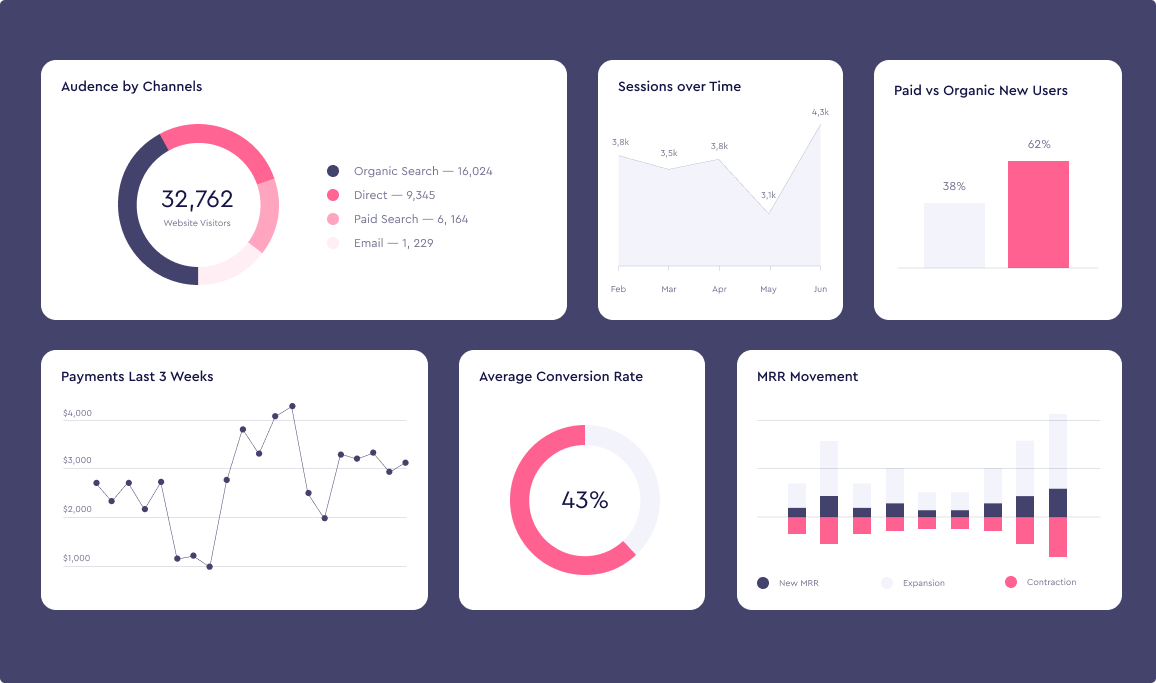 Audence by Channels
32,762
Website Visitors
Organic Search — 16,024
Direct — 9,345
Paid Search — 6, 164
Email — 1, 229
Sessions over Time
4,3k
3,8k
3,5k
3,8k
3,1k
Feb Mar Apr May Jun
Paid vs Organic New Users
62%
38%
Payments Last 3 Weeks
$4,000
$3,000
$2,000
$1,000
Average Conversion Rate
43%
MRR Movement
New MRR Expansion Contraction